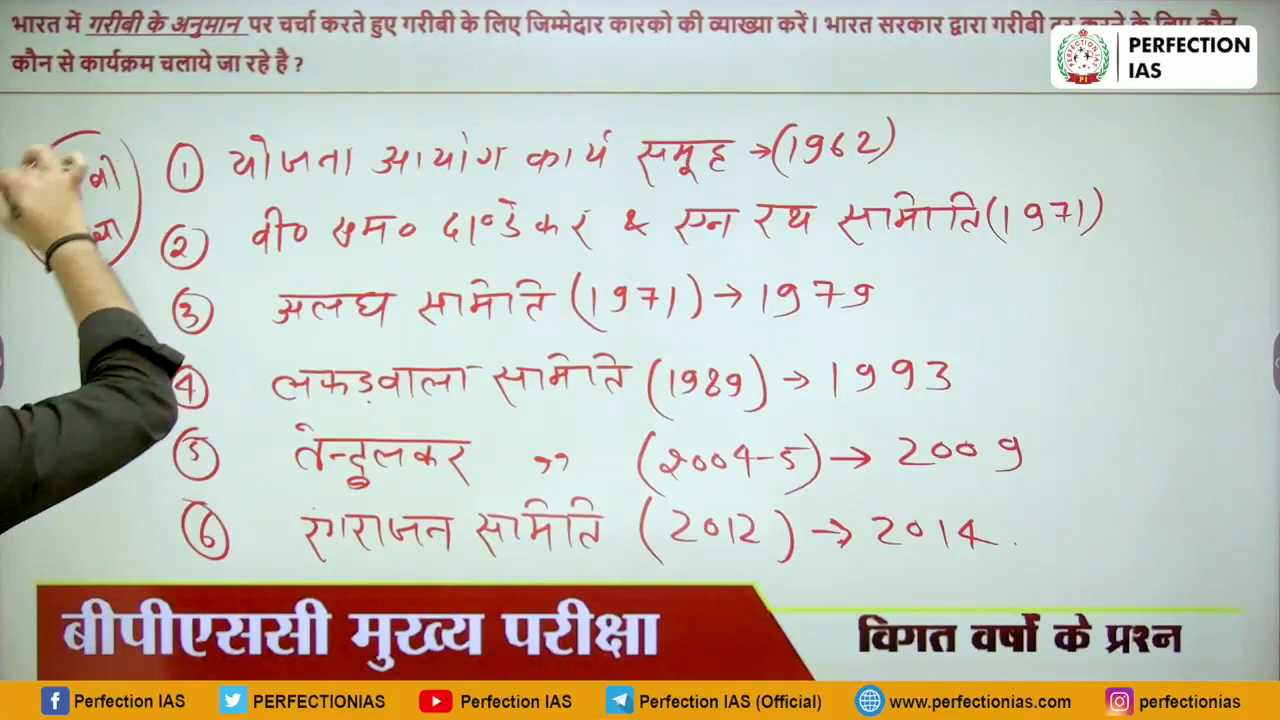 भारत में गरीबी के अनुमान पर चर्चा करते हुए गरीबी के लिए जिम्मेदार कारको की व्याख्या करें। भारत सरकार द्वारा गरीबी
कौन से कार्यक्रम चलाये जा रहे है ?
PERFECTION
IAS
① योजना आयोग कार्य समूह → (1962)
② वी० एम० दाण्डेकर & एन रथ समिति (1971)
③ अलघ समिति (1971) → 1979
④ लकड़वाला समिति (1989) → 1993
⑤ तेन्दुलकर ,, (2004-5) → 2009
⑥ रंगराजन समिति (2012) → 2014
बीपीएससी मुख्य परीक्षा
विगत वर्षों के प्रश्न
Perfection IAS PERFECTIONIAS Perfection IAS Perfection IAS (Official) www.perfectionias.com perfectionias